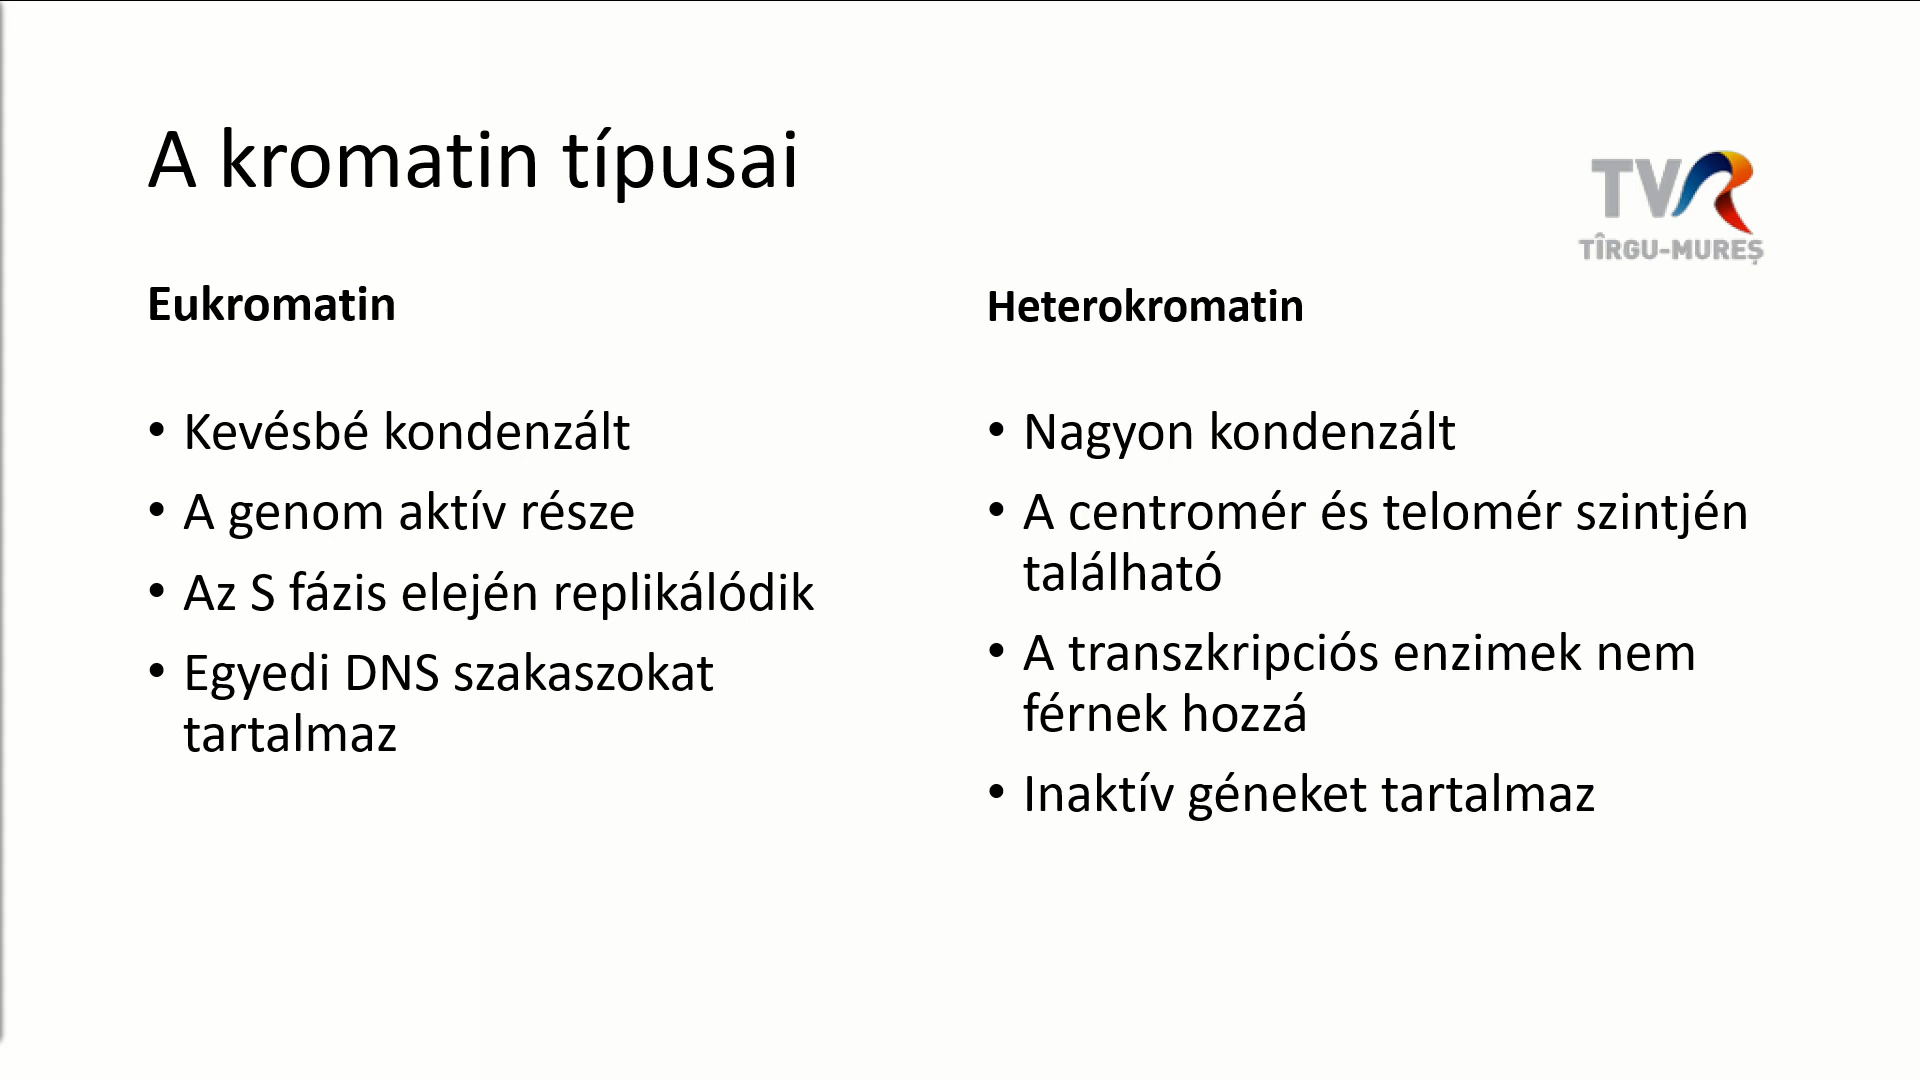 A kromatin típusai
TVR
TÎRGU-MUREȘ
Eukromatin
• Kevésbé kondenzált
• A genom aktív része
• Az S fázis elején replikálódik
• Egyedi DNS szakaszokat
tartalmaz
Heterokromatin
• Nagyon kondenzált
• A centromér és telomér szintjén
található
• A transzkripciós enzimek nem
férnek hozzá
• Inaktív géneket tartalmaz